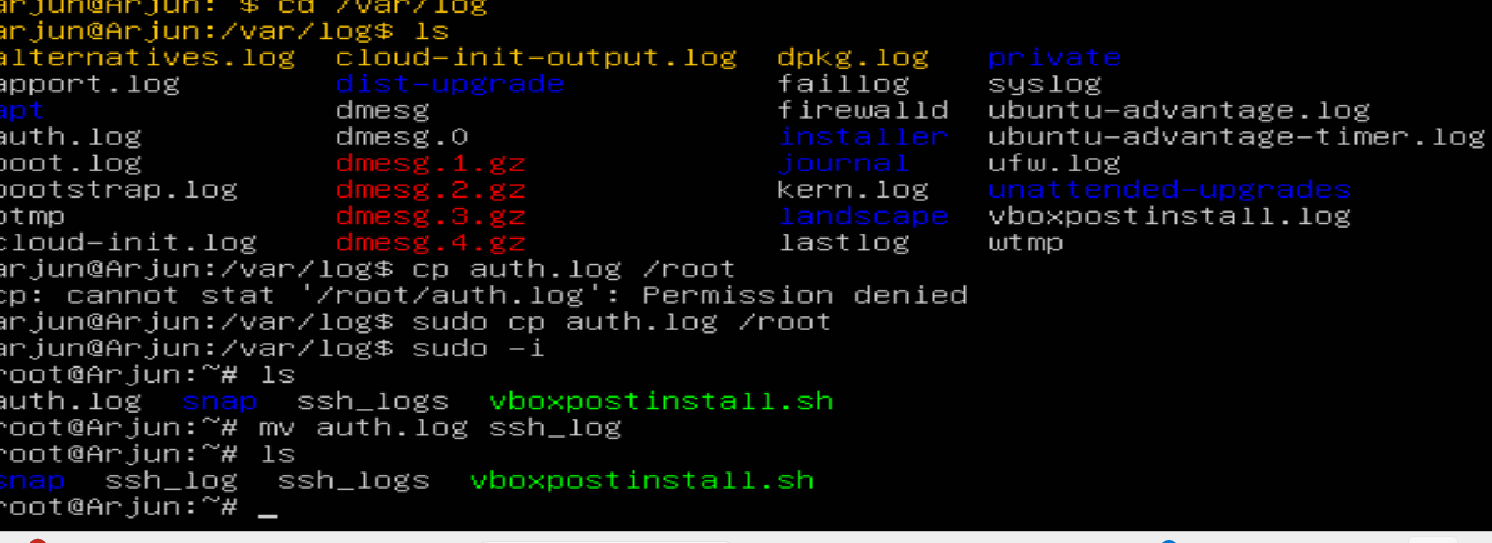 arjun@Arjun: $ cd /var/log
arjun@Arjun:/var/log$ ls
alternatives.log cloud-init-output.log dpkg.log private
apport.log dist-upgrade faillog syslog
apt dmesg firewalld ubuntu-advantage.log
auth.log dmesg.0 installer ubuntu-advantage-timer.log
boot.log dmesg.1.gz journal ufw.log
bootstrap.log dmesg.2.gz kern.log unattended-upgrades
btmp dmesg.3.gz landscape vboxpostinstall.log
cloud-init.log dmesg.4.gz lastlog wtmp
arjun@Arjun:/var/log$ cp auth.log /root
cp: cannot stat '/root/auth.log': Permission denied
arjun@Arjun:/var/log$ sudo cp auth.log /root
arjun@Arjun:/var/log$ sudo -i
root@Arjun:~# ls
auth.log snap ssh_logs vboxpostinstall.sh
root@Arjun:~# mv auth.log ssh_log
root@Arjun:~# ls
snap ssh_log ssh_logs vboxpostinstall.sh
root@Arjun:~# _